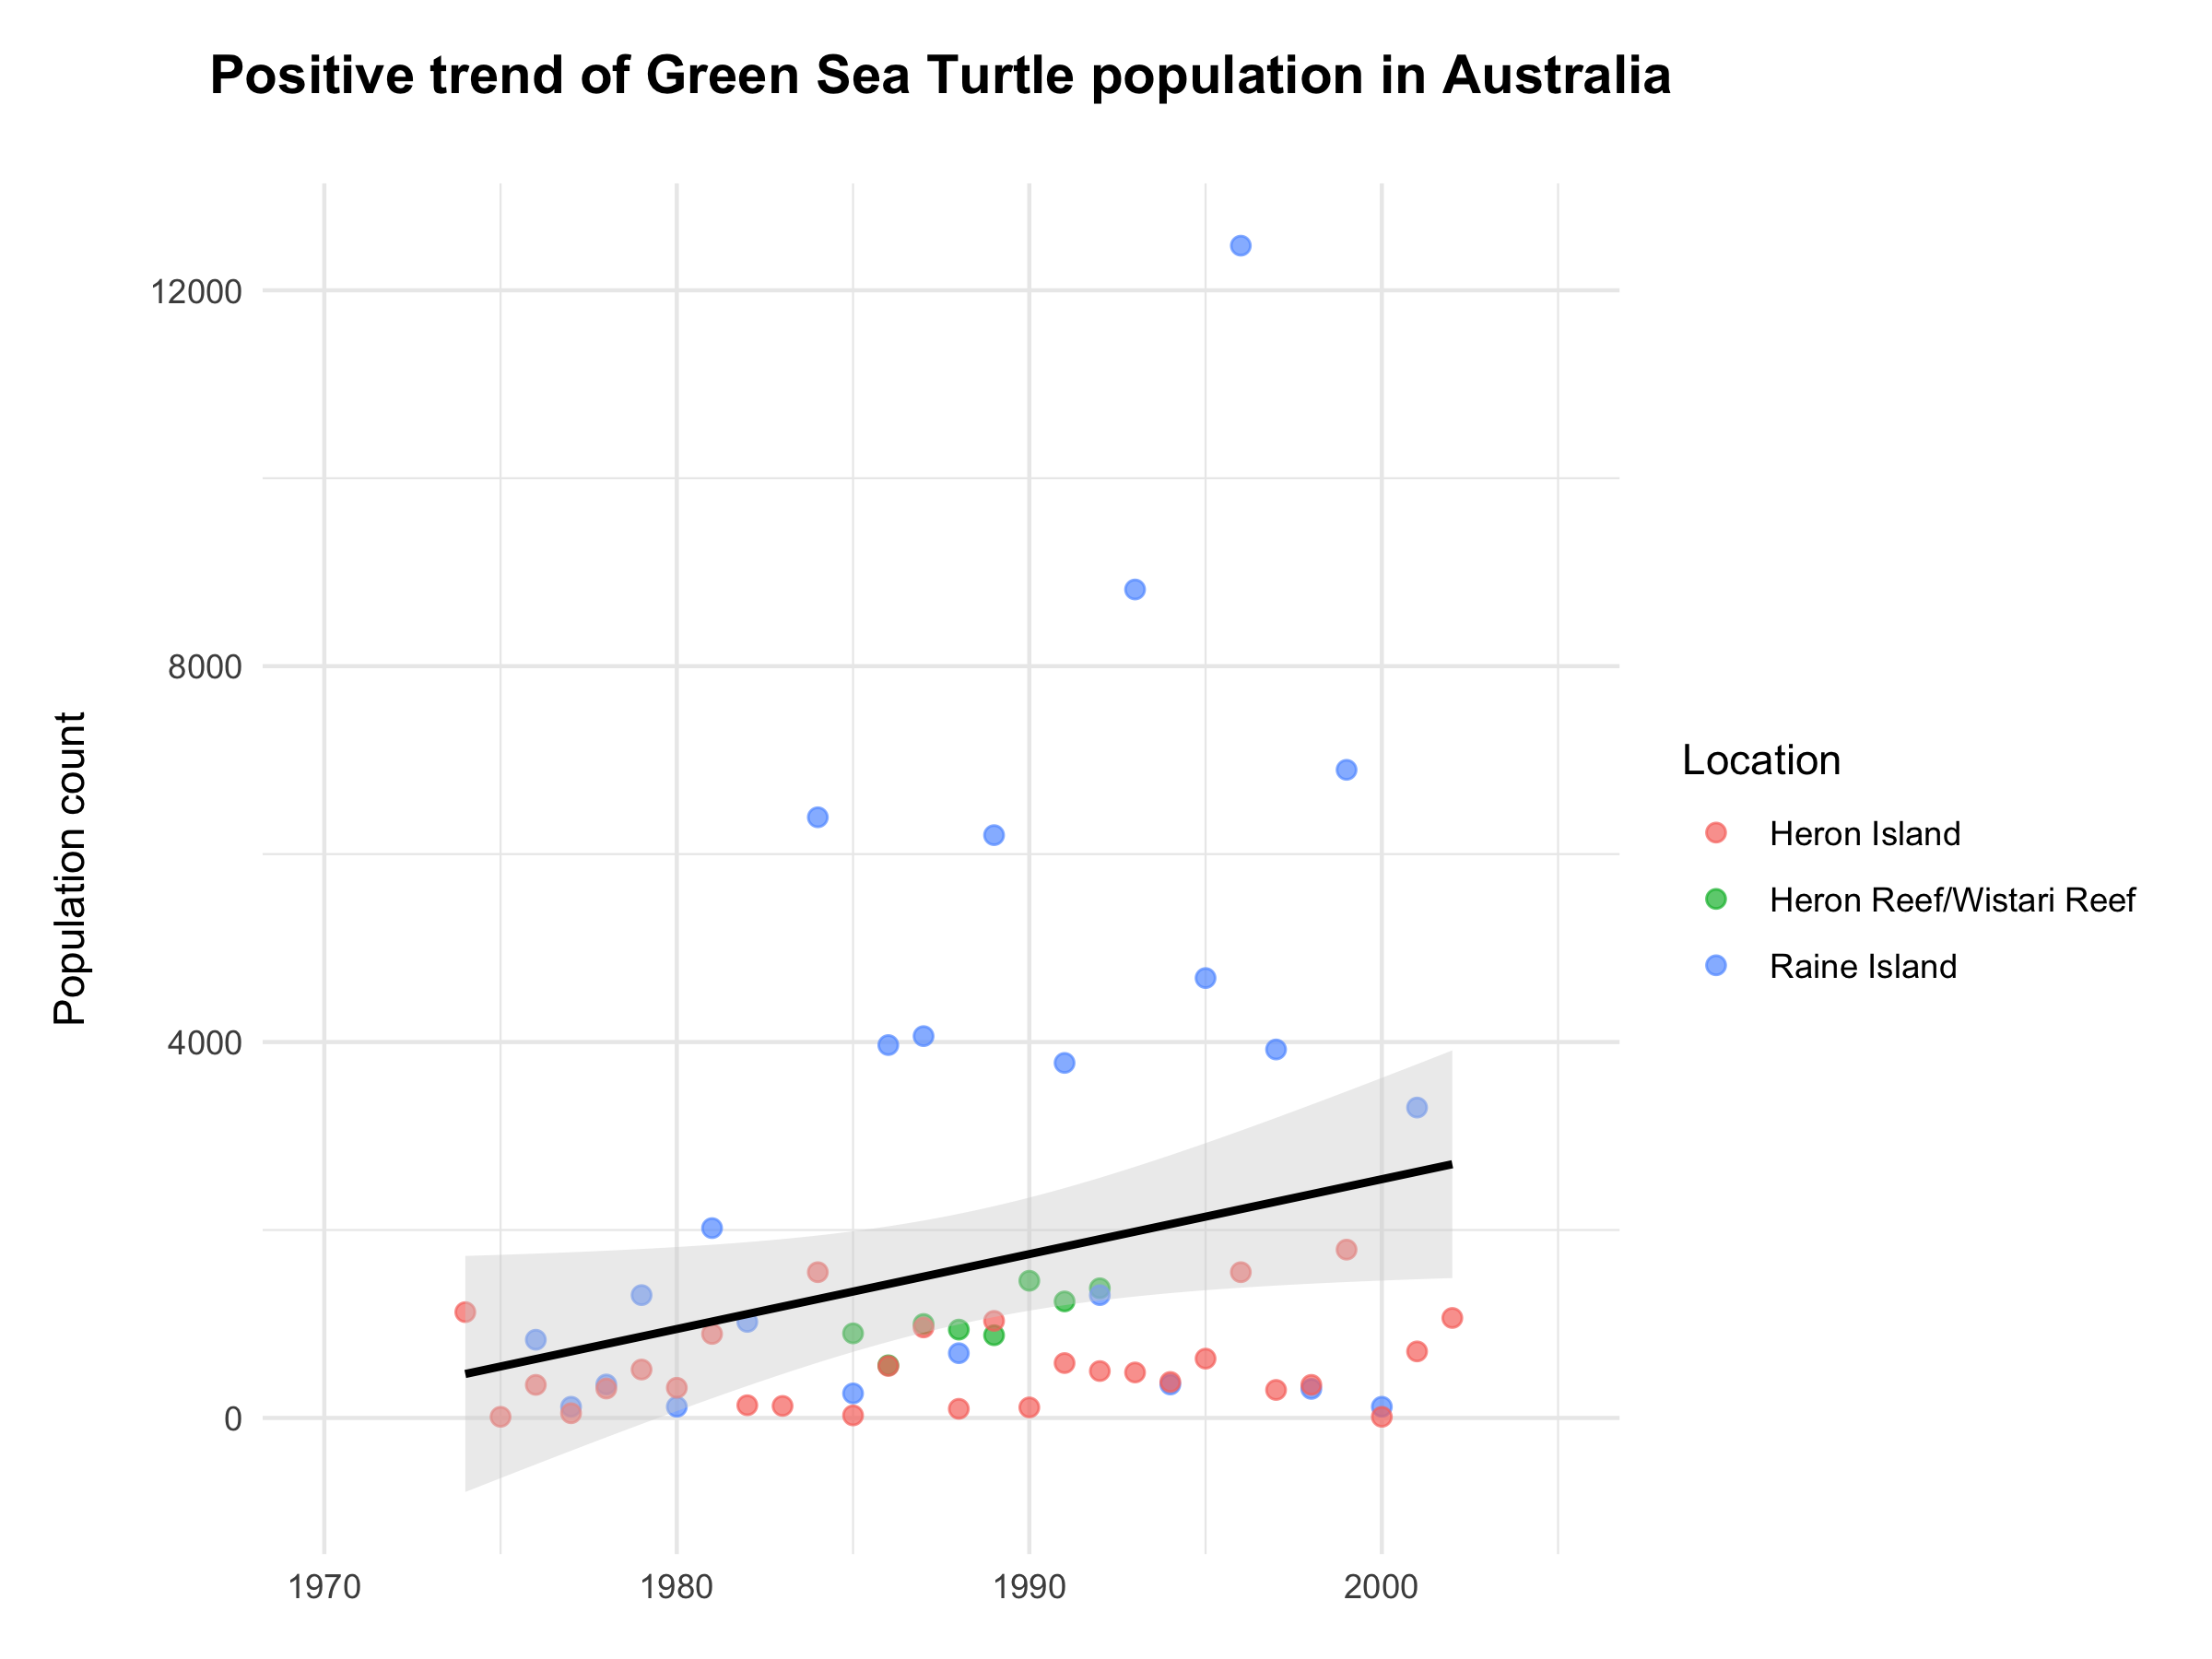 Positive trend of Green Sea Turtle population in Australia
12000
8000
4000
0
Population count
1970
1980
1990
2000
Location
Heron Island
Heron Reef/Wistari Reef
Raine Island